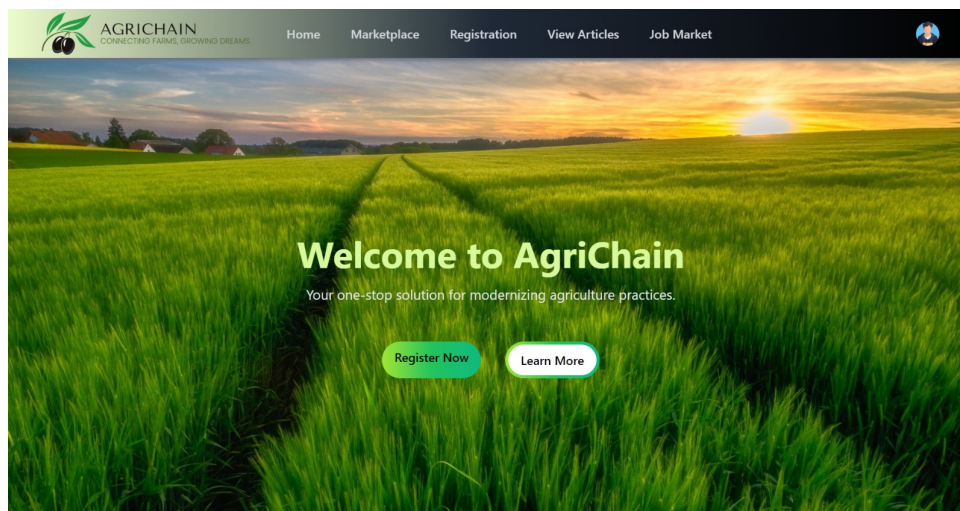 AGRICHAIN
CONNECTING FARMS, GROWING DREAMS
Home Marketplace Registration View Articles Job Market
Welcome to AgriChain
Your one-stop solution for modernizing agriculture practices.
Register Now Learn More